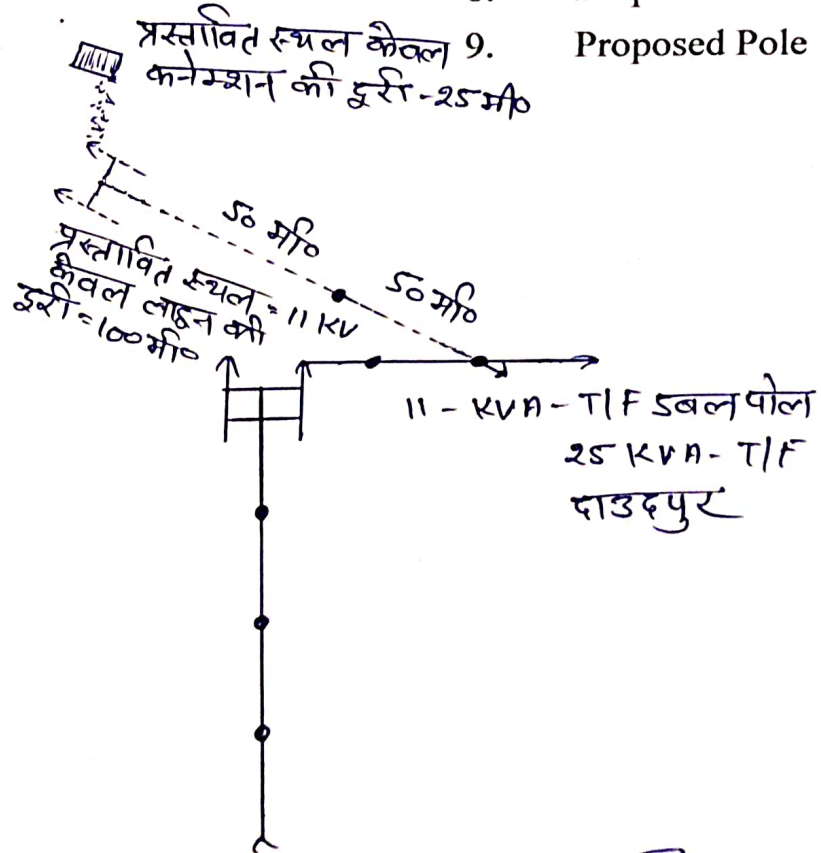 प्रस्तावित स्थल केवल
कनेक्शन की दूरी - 25 मी०
9. Proposed Pole
50 मी०
50 मी०
प्रस्तावित स्थल = 11 KV
केवल लाइन की
दूरी = 100 मी०
11 - KVA - T/F डबल पोल
25 KVA - T/F
दाउदपुर